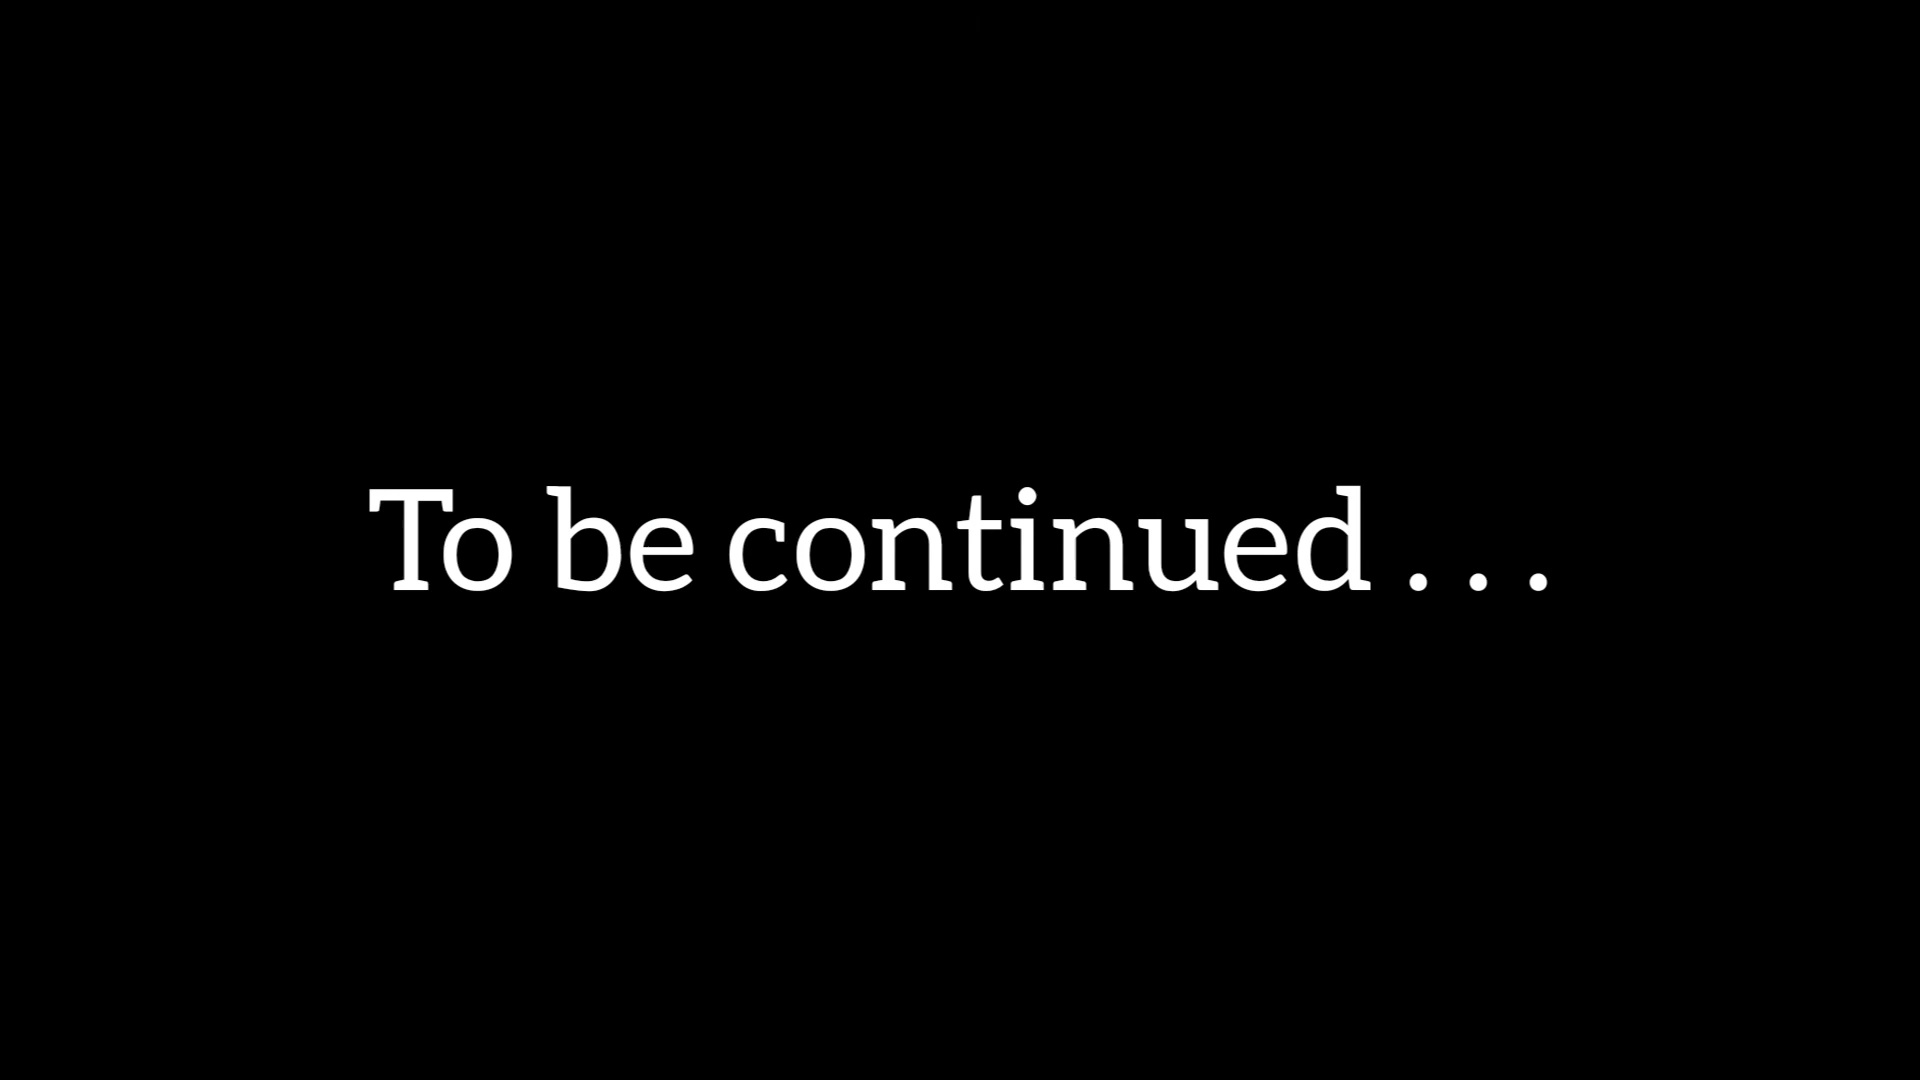 To be continued . . .